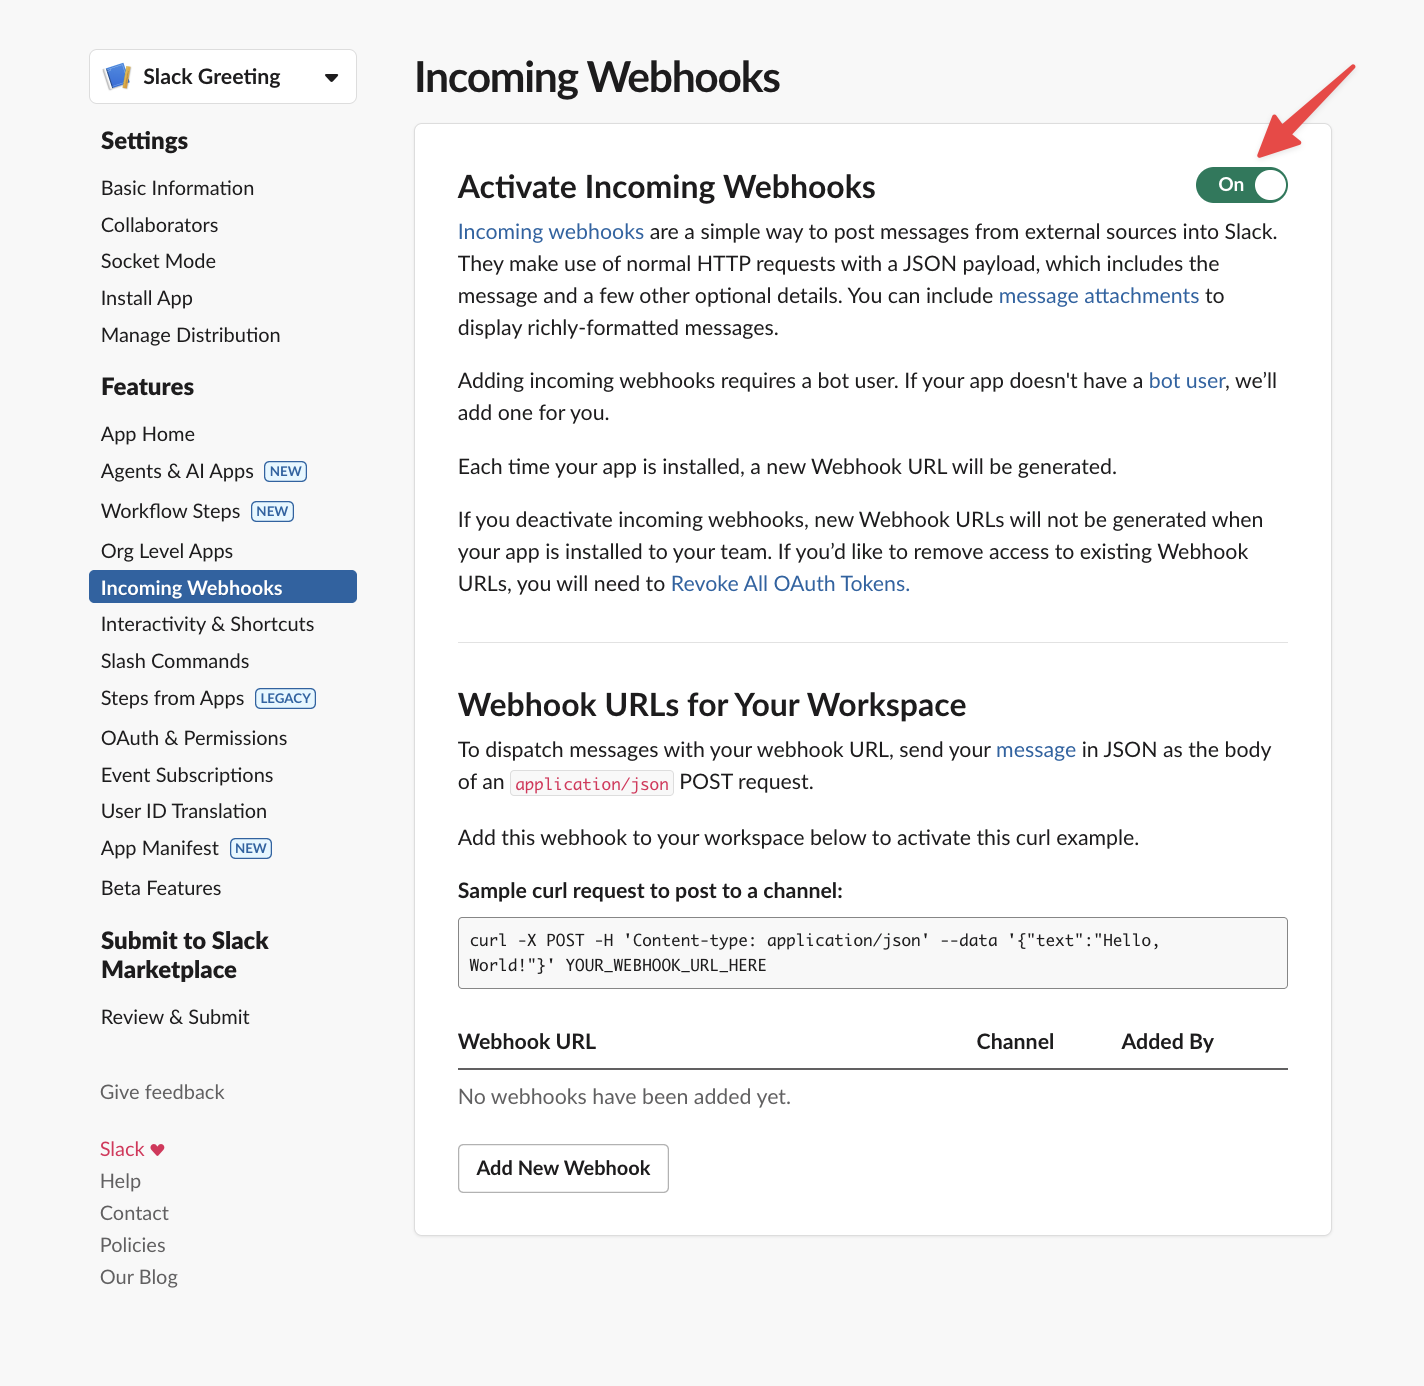 Slack Greeting
Settings
Basic Information
Collaborators
Socket Mode
Install App
Manage Distribution
Features
App Home
Agents & AI Apps NEW
Workflow Steps NEW
Org Level Apps
Incoming Webhooks
Interactivity & Shortcuts
Slash Commands
Steps from Apps LEGACY
OAuth & Permissions
Event Subscriptions
User ID Translation
App Manifest NEW
Beta Features
Submit to Slack
Marketplace
Review & Submit
Give feedback
Slack ♥
Help
Contact
Policies
Our Blog
Incoming Webhooks
Activate Incoming Webhooks
On
Incoming webhooks are a simple way to post messages from external sources into Slack.
They make use of normal HTTP requests with a JSON payload, which includes the
message and a few other optional details. You can include message attachments to
display richly-formatted messages.
Adding incoming webhooks requires a bot user. If your app doesn't have a bot user, we’ll
add one for you.
Each time your app is installed, a new Webhook URL will be generated.
If you deactivate incoming webhooks, new Webhook URLs will not be generated when
your app is installed to your team. If you’d like to remove access to existing Webhook
URLs, you will need to Revoke All OAuth Tokens.
Webhook URLs for Your Workspace
To dispatch messages with your webhook URL, send your message in JSON as the body
of an application/json POST request.
Add this webhook to your workspace below to activate this curl example.
Sample curl request to post to a channel:
curl -X POST -H 'Content-type: application/json' --data '{"text":"Hello,
World!"}' YOUR_WEBHOOK_URL_HERE
Webhook URL Channel Added By
No webhooks have been added yet.
Add New Webhook